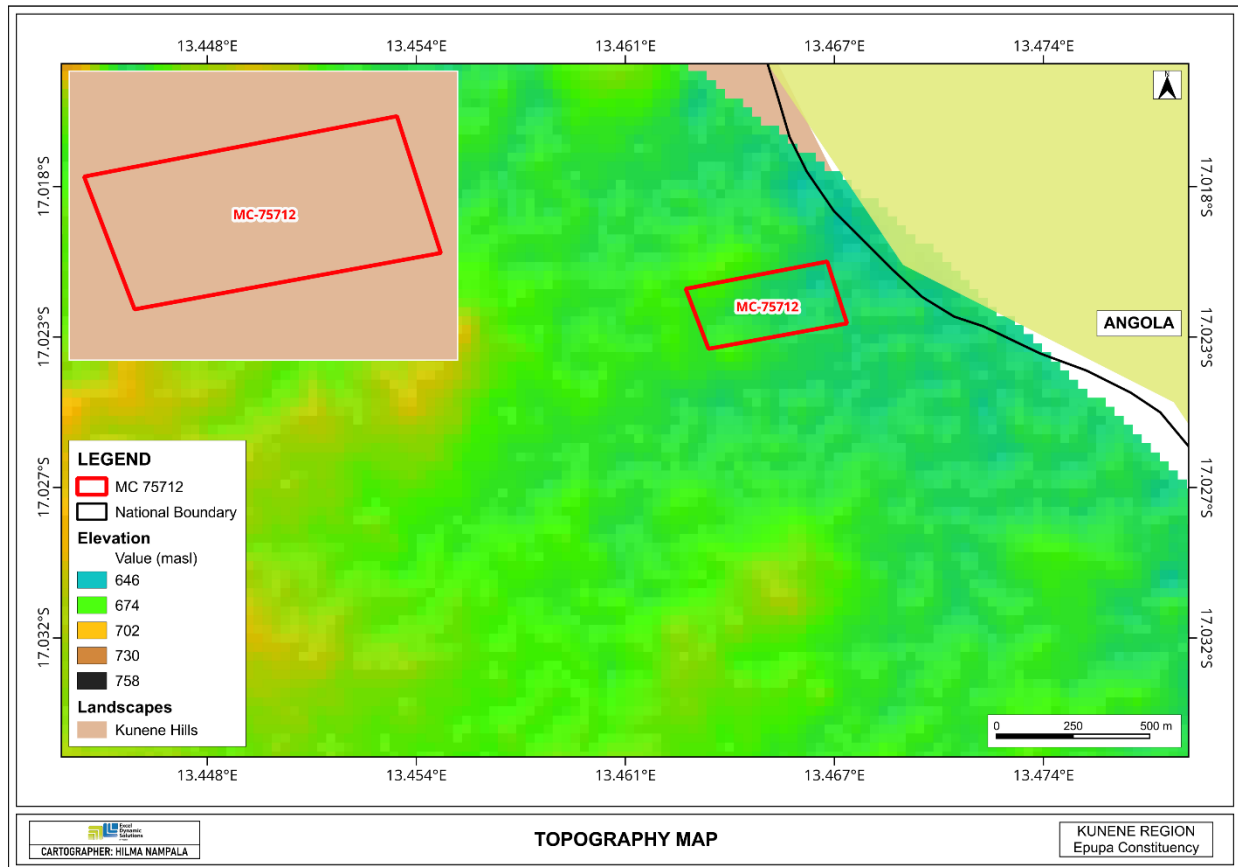 13.448°E 13.454°E 13.461°E 13.467°E 13.474°E
N
MC-75712
17.018°S
17.018°S
MC-75712
17.023°S
ANGOLA
17.023°S
LEGEND
MC 75712
National Boundary
Elevation
Value (masl)
646
674
702
730
758
Landscapes
Kunene Hills
17.027°S
17.027°S
17.032°S
17.032°S
0 250 500 m
13.448°E 13.454°E 13.461°E 13.467°E 13.474°E
Excel
Dynamic
Solutions
CARTOGRAPHER: HILMA NAMPALA
TOPOGRAPHY MAP
KUNENE REGION
Epupa Constituency